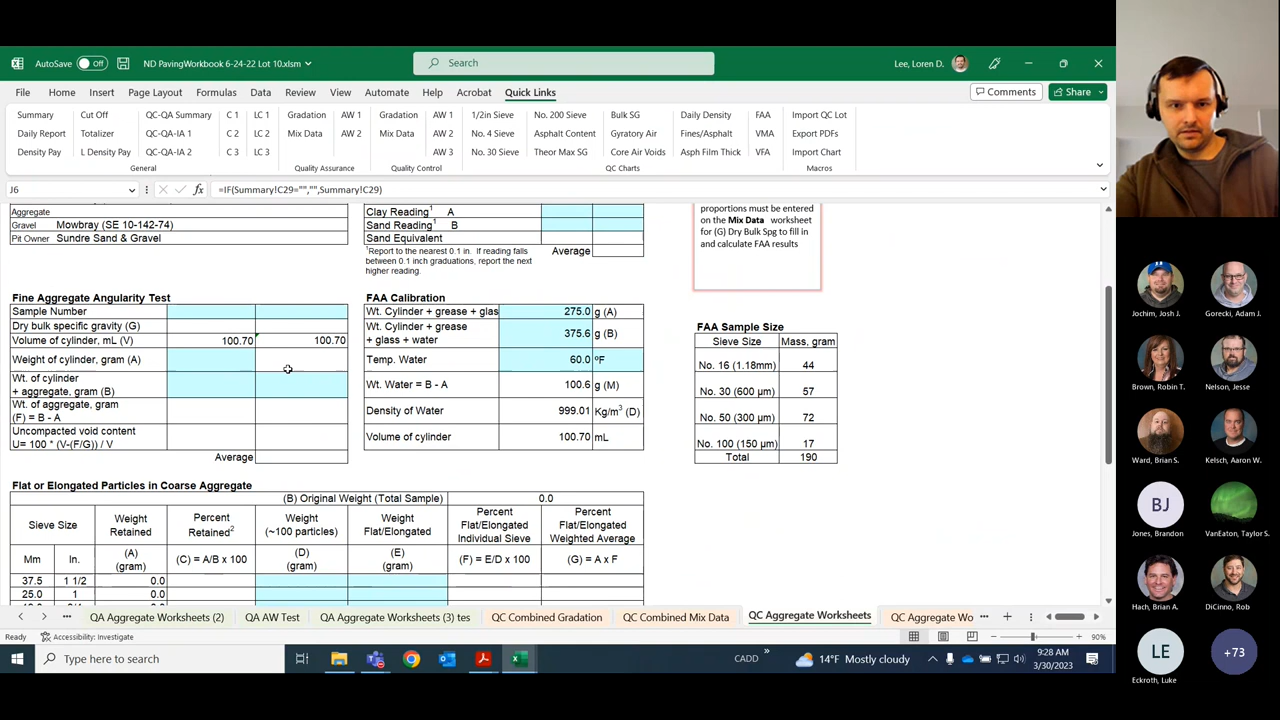 AutoSave Off ND PavingWorkbook 6-24-22 Lot 10.xlsm Search Lee, Loren D.
File Home Insert Page Layout Formulas Data Review View Automate Help Acrobat Quick Links Comments Share
Summary Cut Off QC-QA Summary C 1 LC 1 Gradation AW 1 Gradation AW 1 1/2in Sieve No. 200 Sieve Bulk SG Daily Density FAA Import QC Lot
Daily Report Totalizer QC-QA-IA 1 C 2 LC 2 Mix Data AW 2 Mix Data AW 2 No. 4 Sieve Asphalt Content Gyratory Air Fines/Asphalt VMA Export PDFs
Density Pay L Density Pay QC-QA-IA 2 C 3 LC 3 AW 3 No. 30 Sieve Theor Max SG Core Air Voids Asph Film Thick VFA Import Chart
General Quality Assurance Quality Control QC Charts Macros
J6 fx =IF(Summary!C29="","",Summary!C29)
Aggregate
Gravel Mowbray (SE 10-142-74)
Pit Owner Sundre Sand & Gravel
Clay Reading¹ A
Sand Reading¹ B
Sand Equivalent
¹Report to the nearest 0.1 in. If reading falls
between 0.1 inch graduations, report the next
higher reading.
Average
proportions must be entered
on the Mix Data worksheet
for (G) Dry Bulk Spg to fill in
and calculate FAA results
Fine Aggregate Angularity Test
Sample Number
Dry bulk specific gravity (G)
Volume of cylinder, mL (V) 100.70 100.70
Weight of cylinder, gram (A)
Wt. of cylinder
+ aggregate, gram (B)
Wt. of aggregate, gram
(F) = B - A
Uncompacted void content
U= 100 * (V-(F/G)) / V
Average
FAA Calibration
Wt. Cylinder + grease + glas 275.0 g (A)
Wt. Cylinder + grease
+ glass + water 375.6 g (B)
Temp. Water 60.0 ºF
Wt. Water = B - A 100.6 g (M)
Density of Water 999.01 Kg/m³ (D)
Volume of cylinder 100.70 mL
FAA Sample Size
Sieve Size Mass, gram
No. 16 (1.18mm) 44
No. 30 (600 µm) 57
No. 50 (300 µm) 72
No. 100 (150 µm) 17
Total 190
Flat or Elongated Particles in Coarse Aggregate
(B) Original Weight (Total Sample) 0.0
Sieve Size Weight Retained Percent Retained² Weight (~100 particles) Weight Flat/Elongated Percent Flat/Elongated Individual Sieve Percent Flat/Elongated Weighted Average
Mm In. (A) (gram) (C) = A/B x 100 (D) (gram) (E) (gram) (F) = E/D x 100 (G) = A x F
37.5 1 1/2 0.0
25.0 1 0.0
QA Aggregate Worksheets (2) QA AW Test QA Aggregate Worksheets (3) tes QC Combined Gradation QC Combined Mix Data QC Aggregate Worksheets QC Aggregate Wo
Ready Accessibility: Investigate 90%
Type here to search CADD 14°F Mostly cloudy 9:28 AM
3/30/2023
Jochim, Josh J. Gorecki, Adam J.
Brown, Robin T. Nelson, Jesse
Ward, Brian S. Kelsch, Aaron W.
BJ
Jones, Brandon VanEaton, Taylor S.
Hach, Brian A. DiCinno, Rob
LE +73
Eckroth, Luke